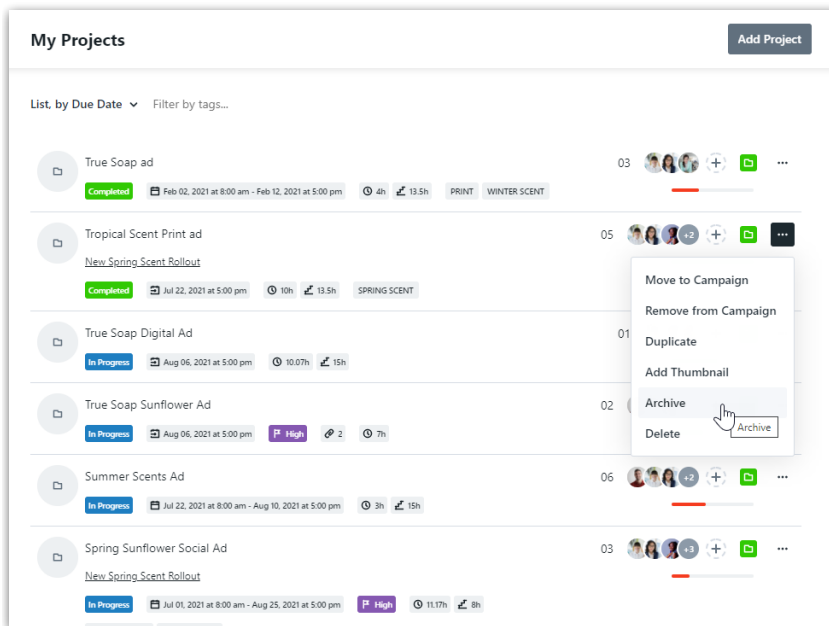 My Projects
Add Project
List, by Due Date
Filter by tags...
True Soap ad
03
Completed Feb 02, 2021 at 8:00 am - Feb 12, 2021 at 5:00 pm 4h 13.5h PRINT WINTER SCENT
Tropical Scent Print ad
05 +2
New Spring Scent Rollout
Completed Jul 22, 2021 at 5:00 pm 10h 13.5h SPRING SCENT
Move to Campaign
Remove from Campaign
Duplicate
Add Thumbnail
Archive
Archive
Delete
True Soap Digital Ad
01
In Progress Aug 06, 2021 at 5:00 pm 10.07h 15h
True Soap Sunflower Ad
02
In Progress Aug 06, 2021 at 5:00 pm High 2 7h
Summer Scents Ad
06 +2
In Progress Jul 22, 2021 at 8:00 am - Aug 10, 2021 at 5:00 pm 3h 15h
Spring Sunflower Social Ad
03 +3
New Spring Scent Rollout
In Progress Jul 01, 2021 at 8:00 am - Aug 25, 2021 at 5:00 pm High 11.17h 8h